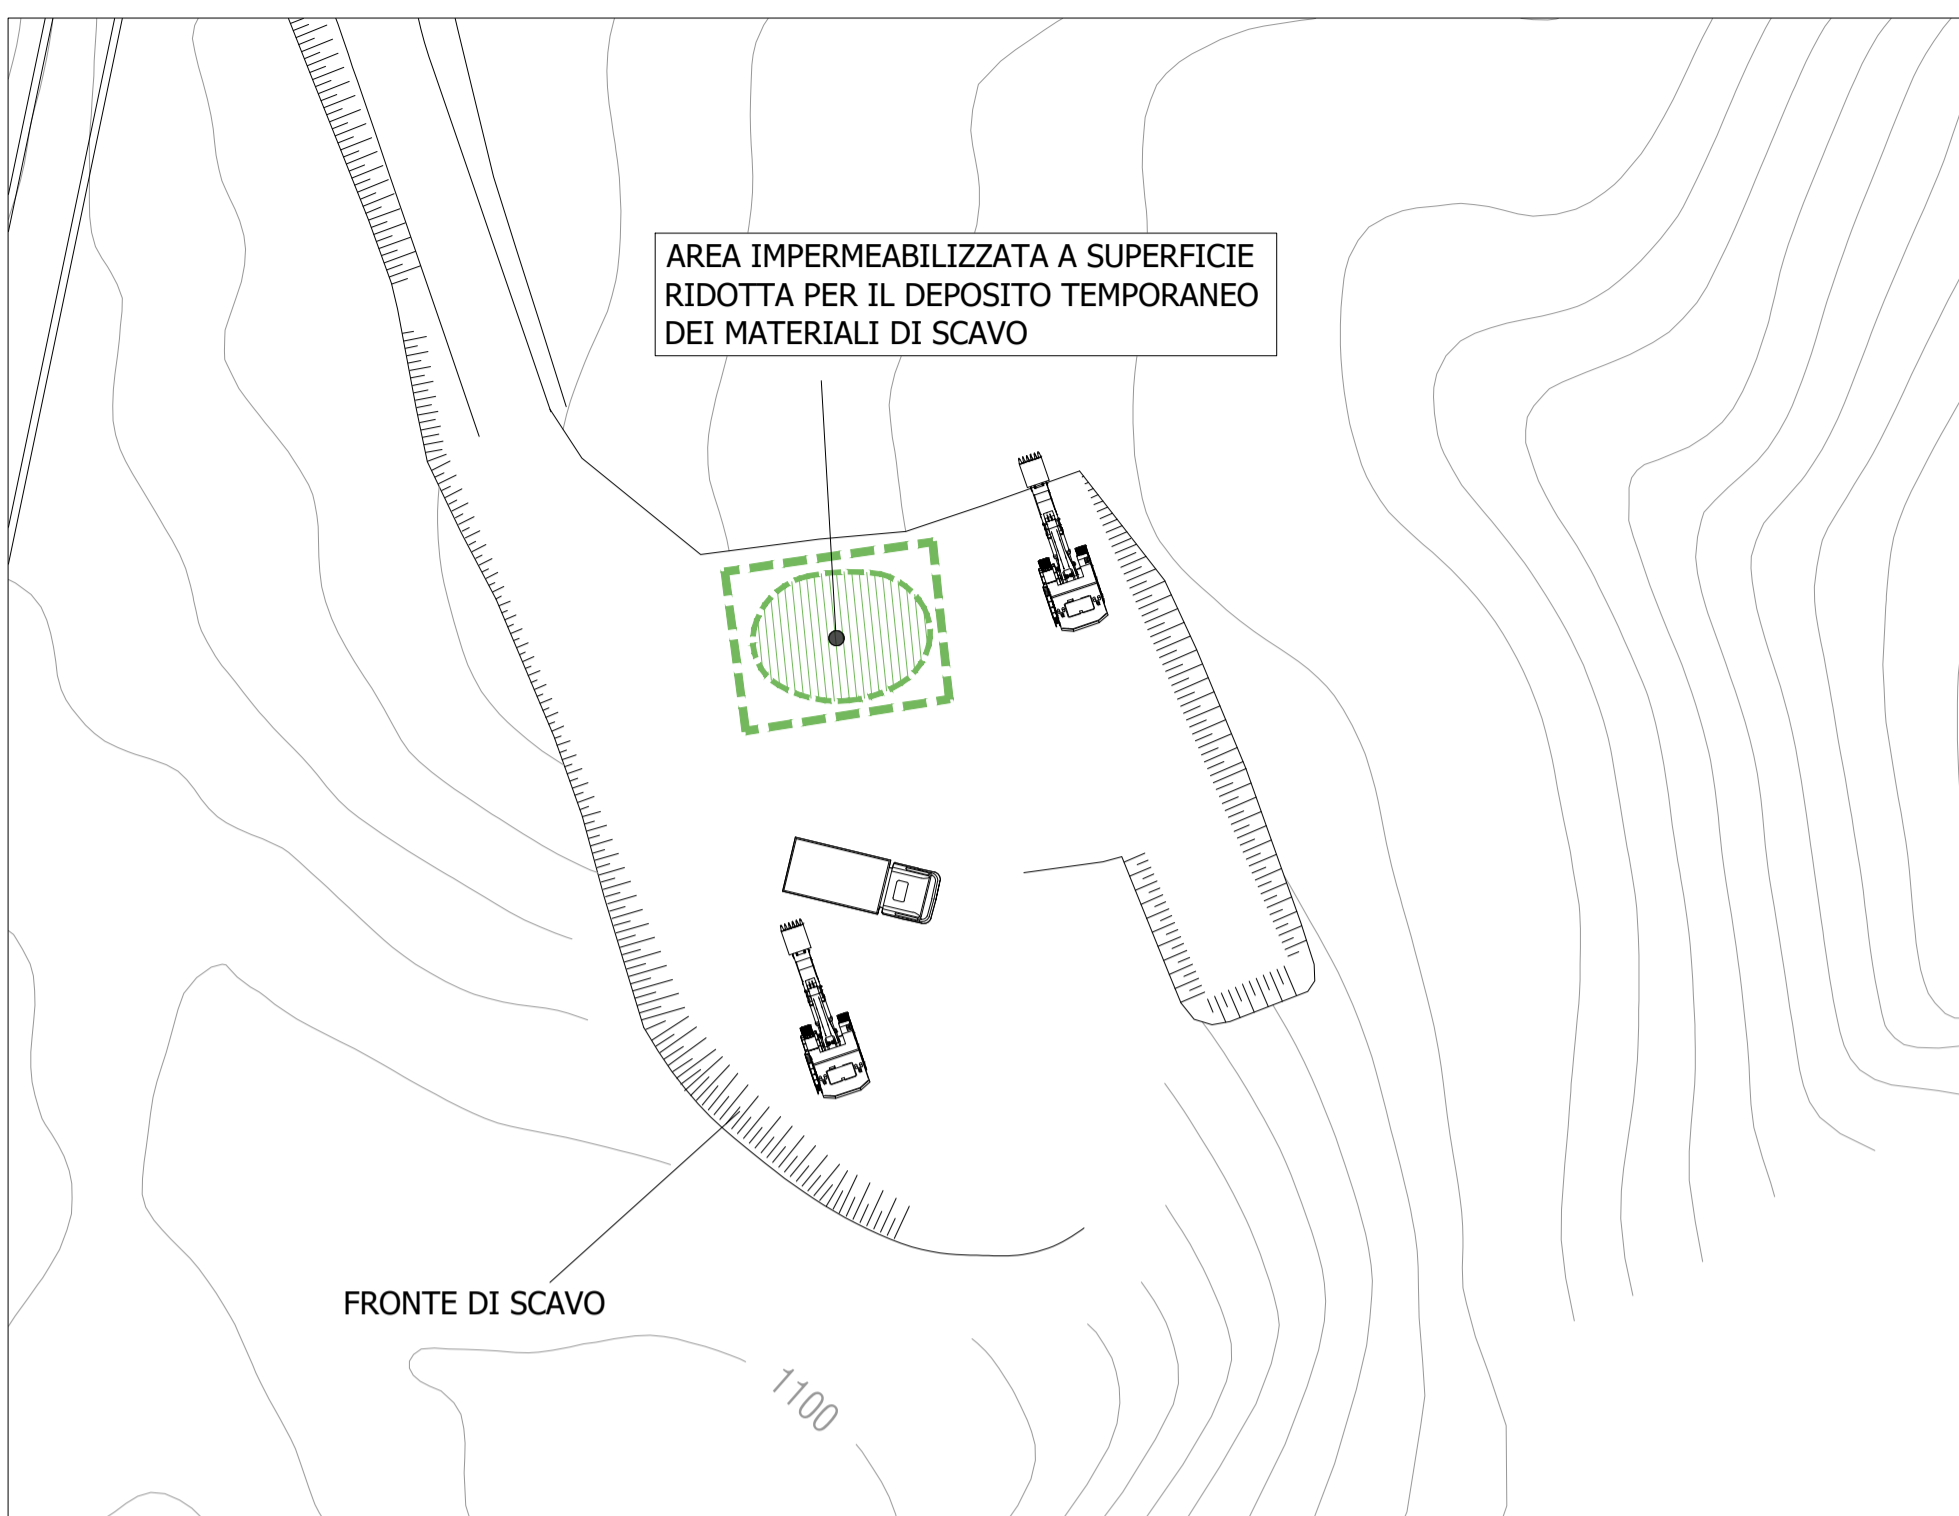 AREA IMPERMEABILIZZATA A SUPERFICIE
RIDOTTA PER IL DEPOSITO TEMPORANEO
DEI MATERIALI DI SCAVO
FRONTE DI SCAVO
1100